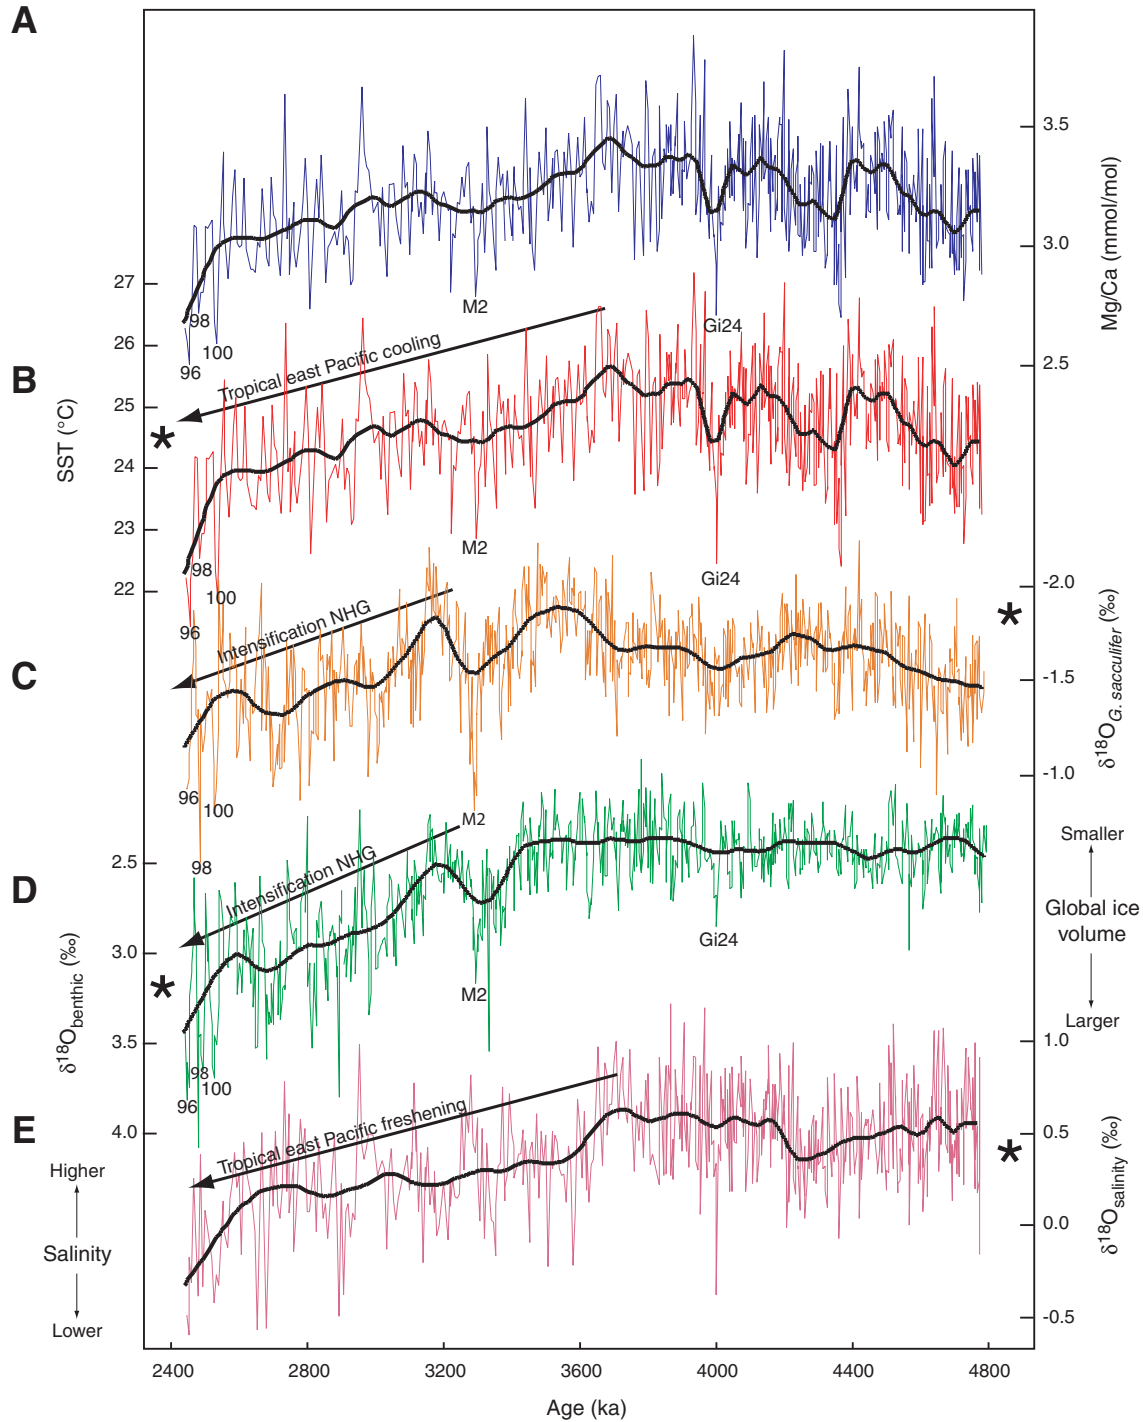 A
3.5
3.0
2.5
Mg/Ca (mmol/mol)
M2
Gi24
98
100
96
B
27
26
25
24
23
22
SST (°C)
*
Tropical east Pacific cooling
M2
Gi24
98
100
96
C
-2.0
-1.5
-1.0
*
δ18OG. sacculifer (‰)
Intensification NHG
96
100
98
M2
D
2.5
3.0
3.5
4.0
δ18Obenthic (‰)
*
Intensification NHG
M2
Gi24
98
100
96
Smaller
Global ice
volume
Larger
E
1.0
0.5
0.0
-0.5
*
δ18Osalinity (‰)
Tropical east Pacific freshening
Higher
Salinity
Lower
2400
2800
3200
3600
4000
4400
4800
Age (ka)